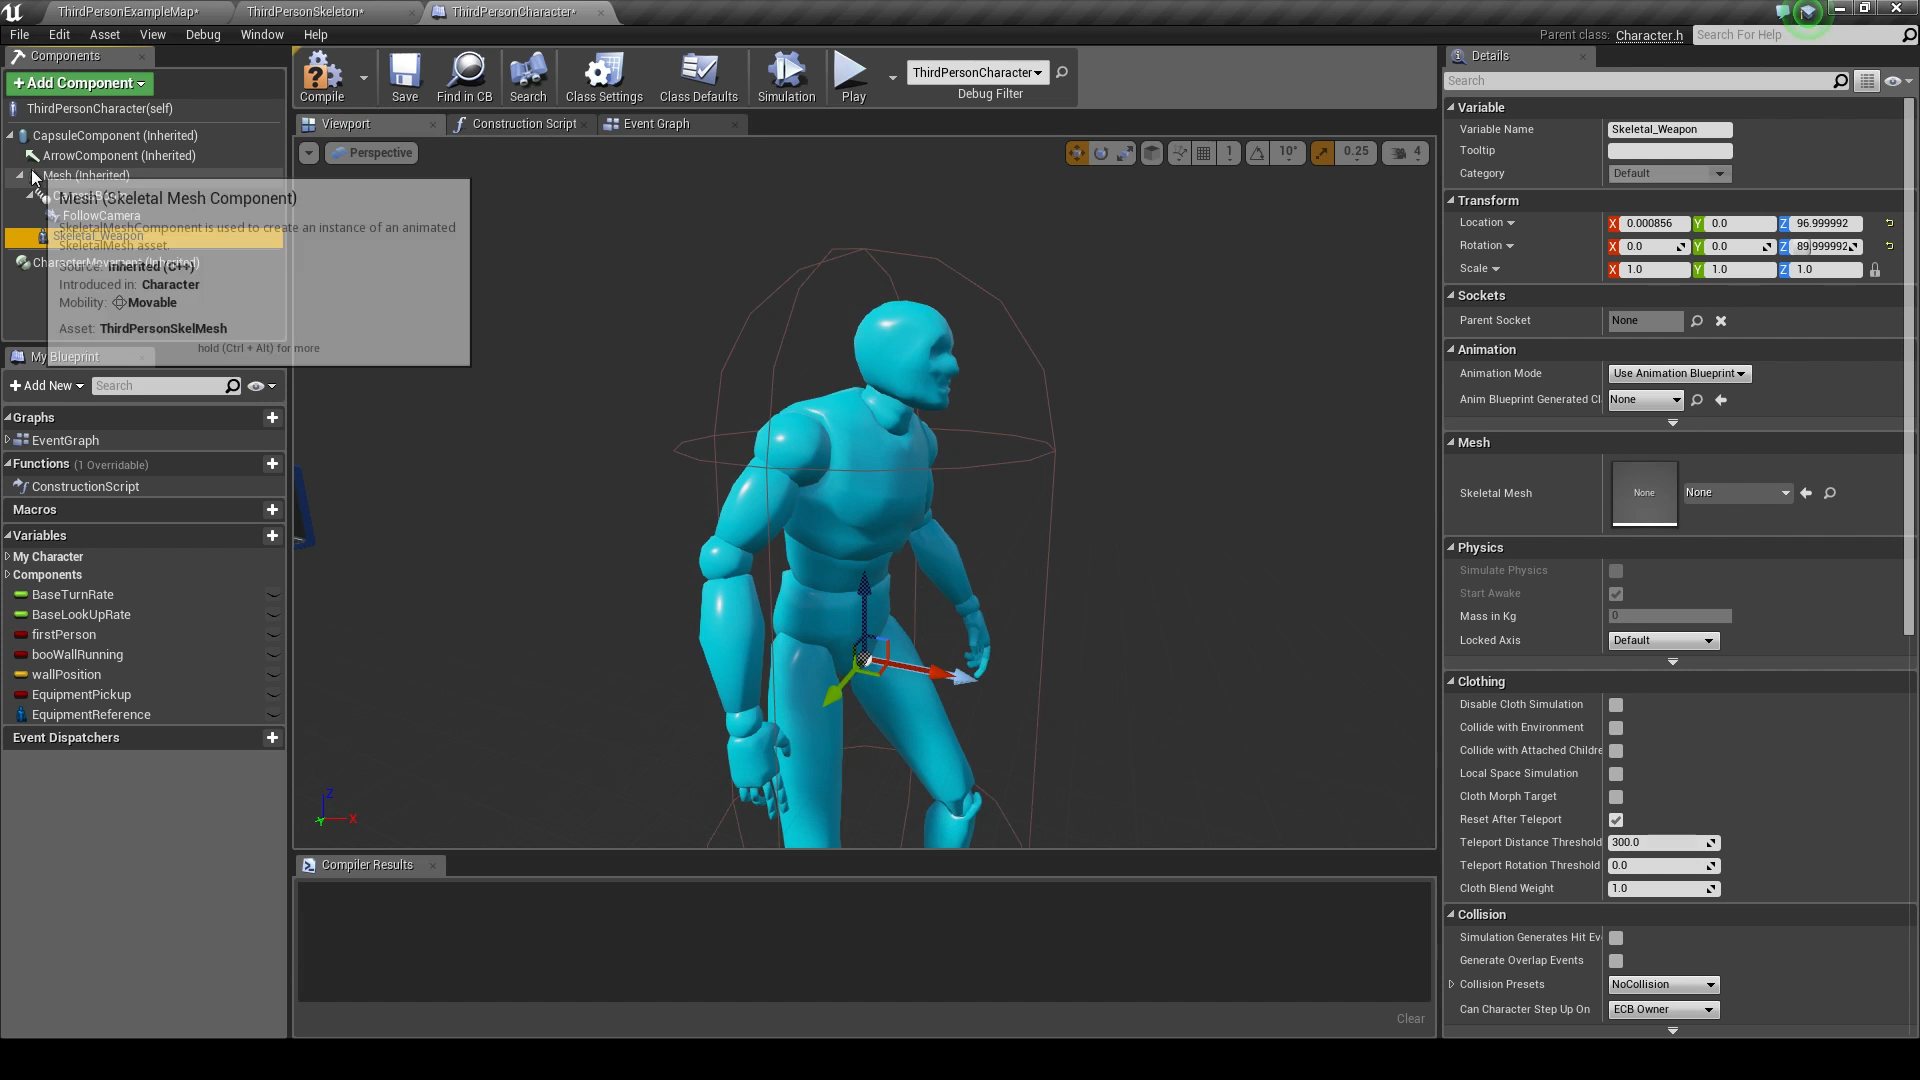 ThirdPersonExampleMap*
ThirdPersonSkeleton*
ThirdPersonCharacter*
File Edit Asset View Debug Window Help
Parent class: Character.h
Search For Help
Components
+Add Component
ThirdPersonCharacter(self)
CapsuleComponent (Inherited)
ArrowComponent (Inherited)
Mesh (Inherited)
FollowCamera
Skeletal_Weapon
CharacterMovement (Inherited)
Mesh (Skeletal Mesh Component)
SkeletalMeshComponent is used to create an instance of an animated
SkeletalMesh asset.
Source: Inherited (C++)
Introduced in: Character
Mobility: Movable
Asset: ThirdPersonSkelMesh
hold (Ctrl + Alt) for more
My Blueprint
+Add New
Search
Graphs
EventGraph
Functions (1 Overridable)
ConstructionScript
Macros
Variables
My Character
Components
BaseTurnRate
BaseLookUpRate
firstPerson
booWallRunning
wallPosition
EquipmentPickup
EquipmentReference
Event Dispatchers
Compile
Save
Find in CB
Search
Class Settings
Class Defaults
Simulation
Play
ThirdPersonCharacter
Debug Filter
Viewport
Construction Script
Event Graph
Perspective
1
10°
0.25
4
Z
X
Y
Compiler Results
Clear
Details
Search
Variable
Variable Name Skeletal_Weapon
Tooltip
Category Default
Transform
Location X 0.000856 Y 0.0 Z 96.999992
Rotation X 0.0 Y 0.0 Z 89.999992
Scale X 1.0 Y 1.0 Z 1.0
Sockets
Parent Socket None
Animation
Animation Mode Use Animation Blueprint
Anim Blueprint Generated Cl None
Mesh
Skeletal Mesh None None
Physics
Simulate Physics
Start Awake
Mass in Kg 0
Locked Axis Default
Clothing
Disable Cloth Simulation
Collide with Environment
Collide with Attached Childre
Local Space Simulation
Cloth Morph Target
Reset After Teleport
Teleport Distance Threshold 300.0
Teleport Rotation Threshold 0.0
Cloth Blend Weight 1.0
Collision
Simulation Generates Hit Ev
Generate Overlap Events
Collision Presets NoCollision
Can Character Step Up On ECB Owner